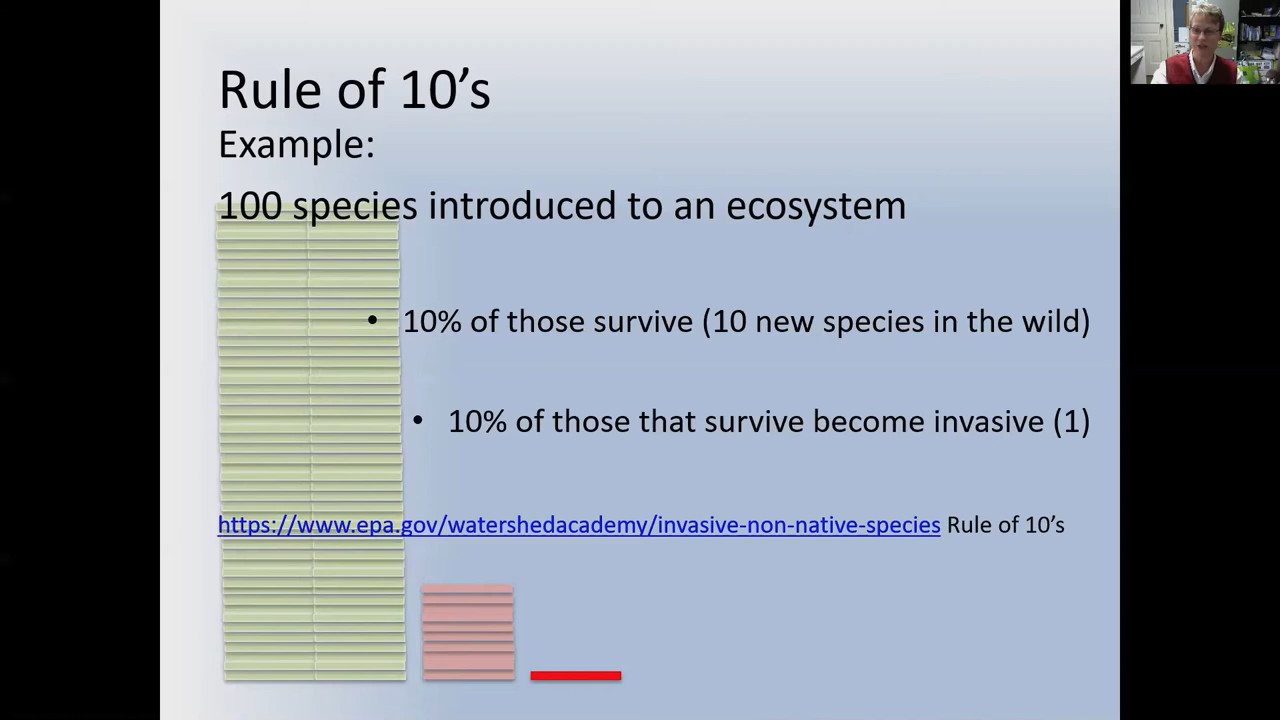 Rule of 10’s
Example:
100 species introduced to an ecosystem
• 10% of those survive (10 new species in the wild)
• 10% of those that survive become invasive (1)
https://www.epa.gov/watershedacademy/invasive-non-native-species Rule of 10’s